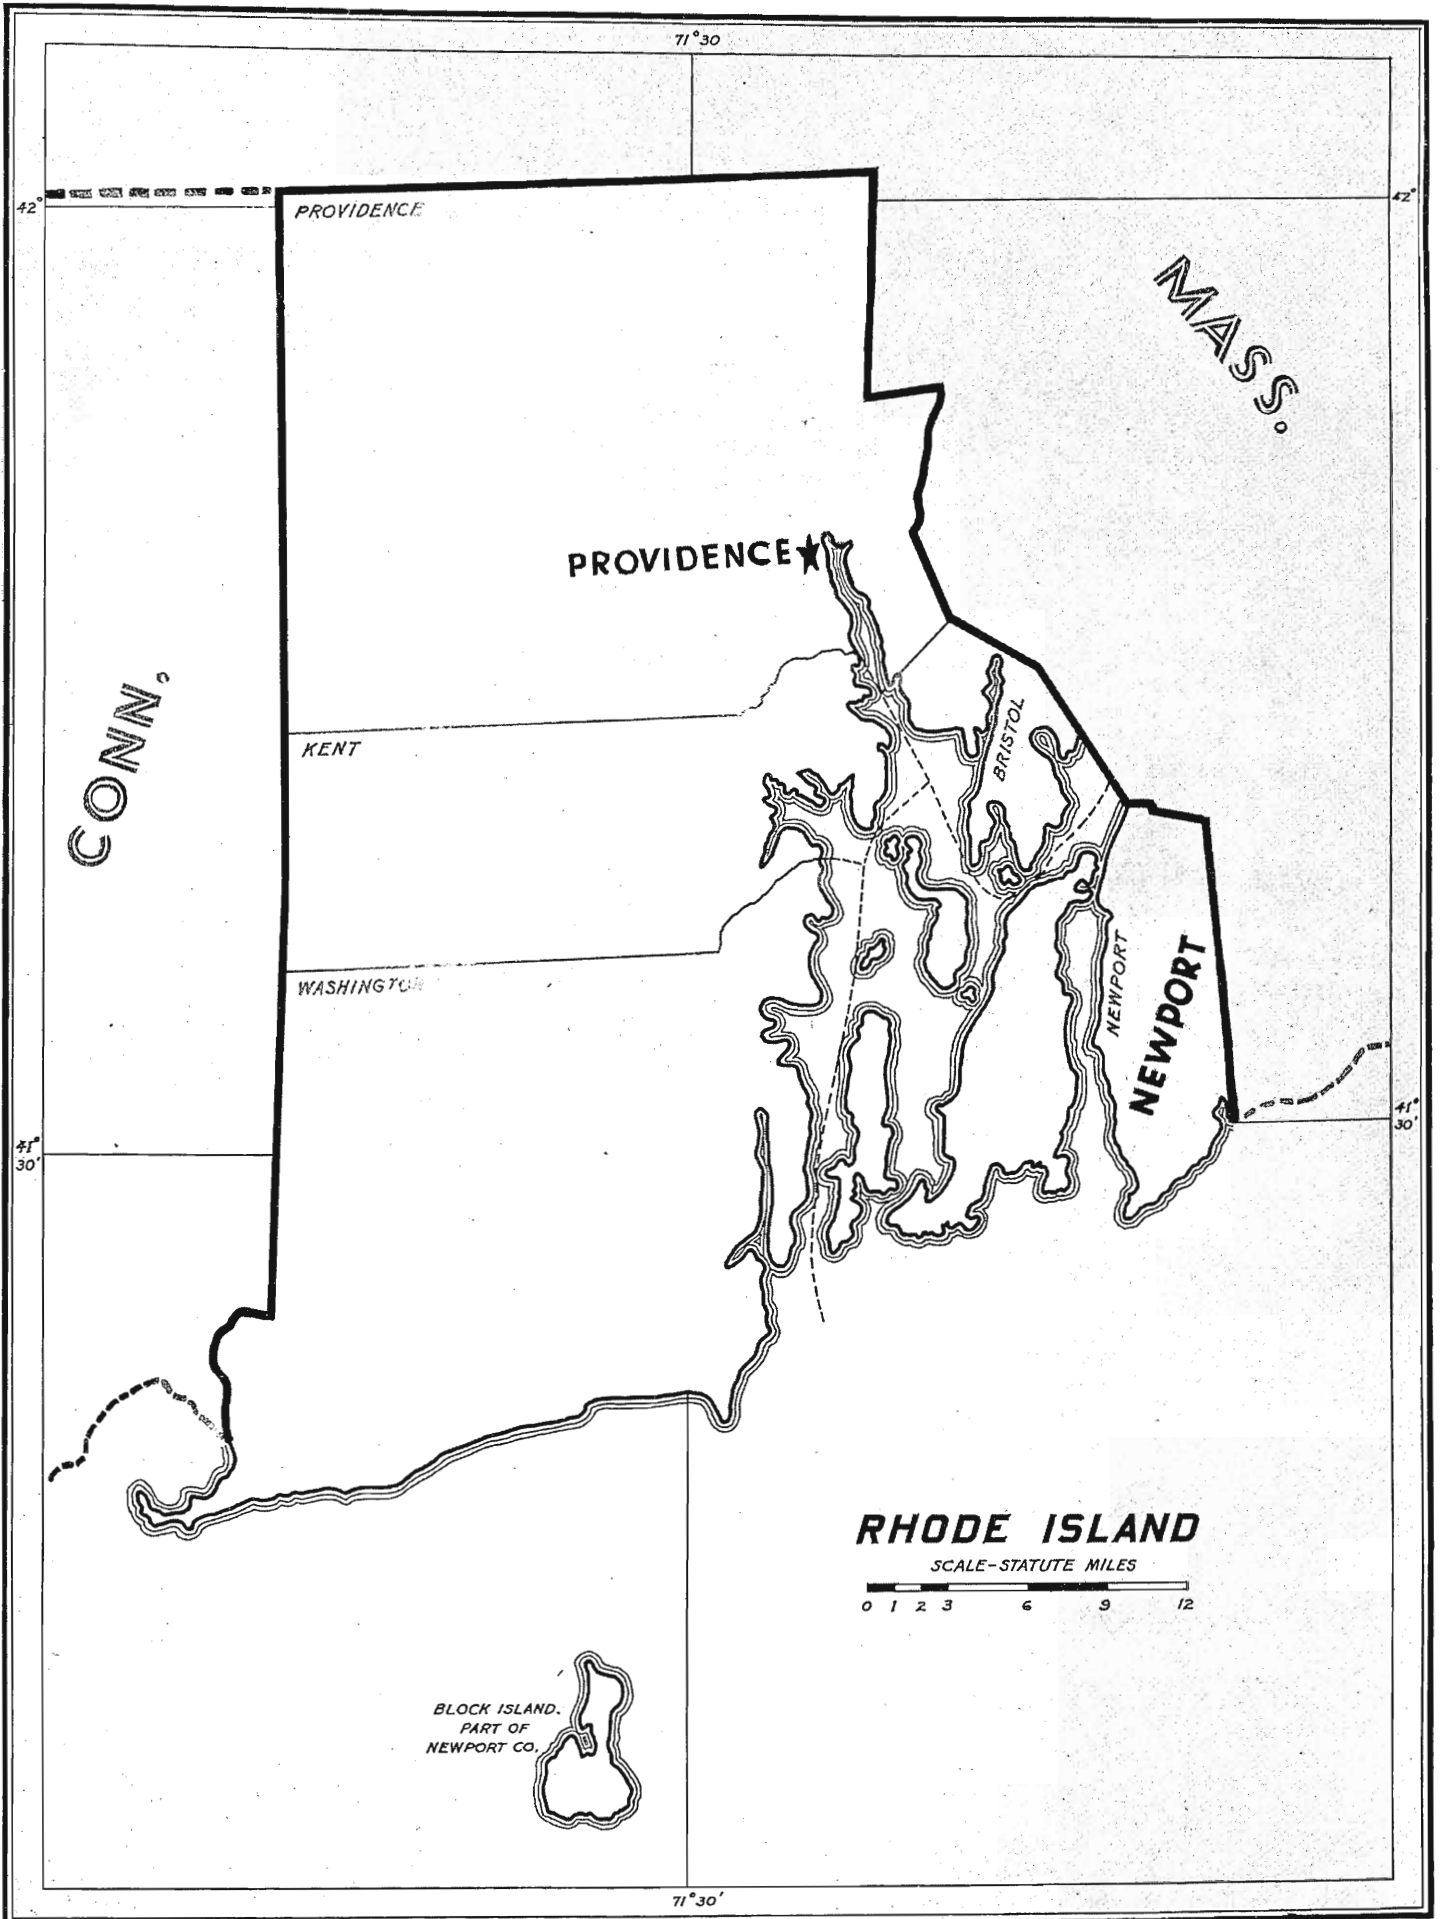 71°30
42°
42°
PROVIDENCE
MASS.
PROVIDENCE
CONN.
KENT
BRISTOL
WASHINGTON
NEWPORT
NEWPORT
41°
30'
41°
30'
RHODE ISLAND
SCALE-STATUTE MILES
0 1 2 3 6 9 12
BLOCK ISLAND.
PART OF
NEWPORT CO.
71°30'